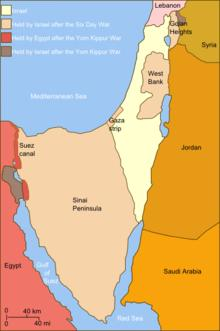 Lebanon
Israel
Held by Israel after the Six Day War
Held by Egypt after the Yom Kippur War
Held by Israel after the Yom Kippur War
Golan
Heights
Syria
West
Bank
Mediterranean Sea
Gaza
strip
Jordan
Suez
canal
Sinai
Peninsula
Egypt
Gulf
of
Suez
Saudi Arabia
Red Sea
0 40 km
0 40 mi